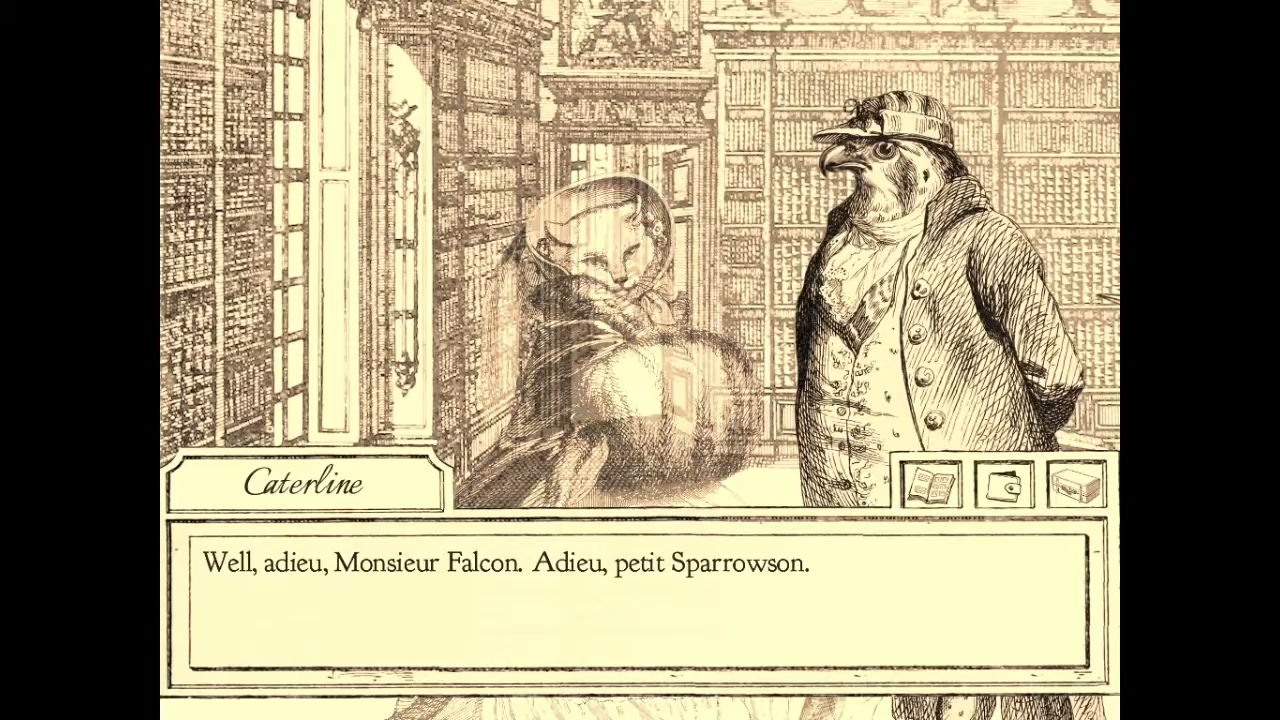 Caterline
Well, adieu, Monsieur Falcon. Adieu, petit Sparrowson.